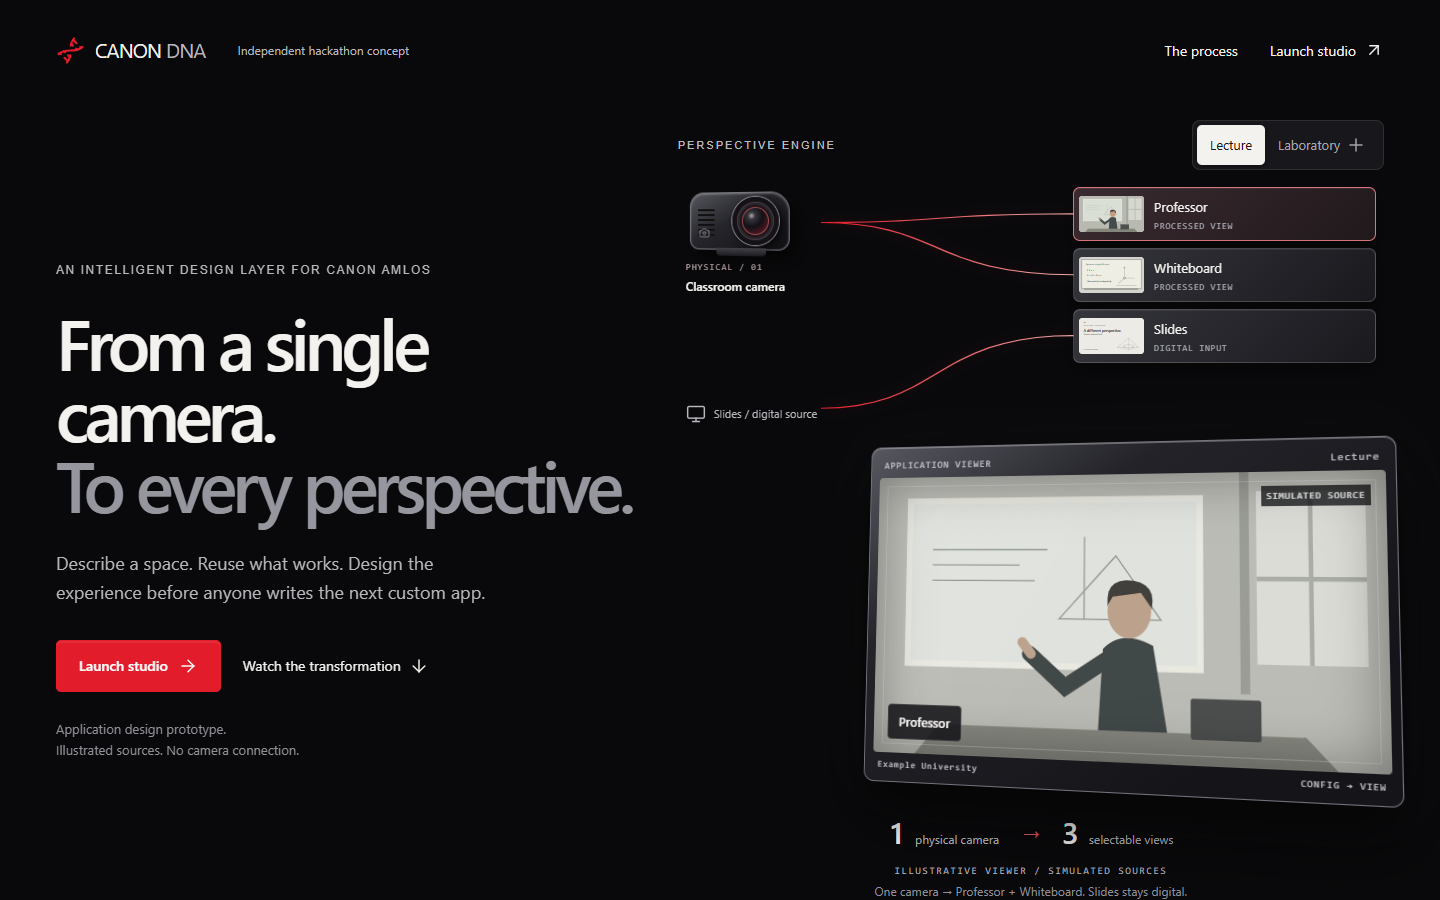 CANON DNA
Independent hackathon concept
The process
Launch studio
AN INTELLIGENT DESIGN LAYER FOR CANON AMLOS
From a single
camera.
To every perspective.
Describe a space. Reuse what works. Design the
experience before anyone writes the next custom app.
Launch studio
Watch the transformation
Application design prototype.
Illustrated sources. No camera connection.
PERSPECTIVE ENGINE
Lecture
Laboratory
PHYSICAL / 01
Classroom camera
Slides / digital source
Professor
PROCESSED VIEW
Whiteboard
PROCESSED VIEW
Slides
DIGITAL INPUT
APPLICATION VIEWER
Lecture
SIMULATED SOURCE
Professor
Example University
CONFIG → VIEW
1 physical camera → 3 selectable views
ILLUSTRATIVE VIEWER / SIMULATED SOURCES
One camera → Professor + Whiteboard. Slides stays digital.